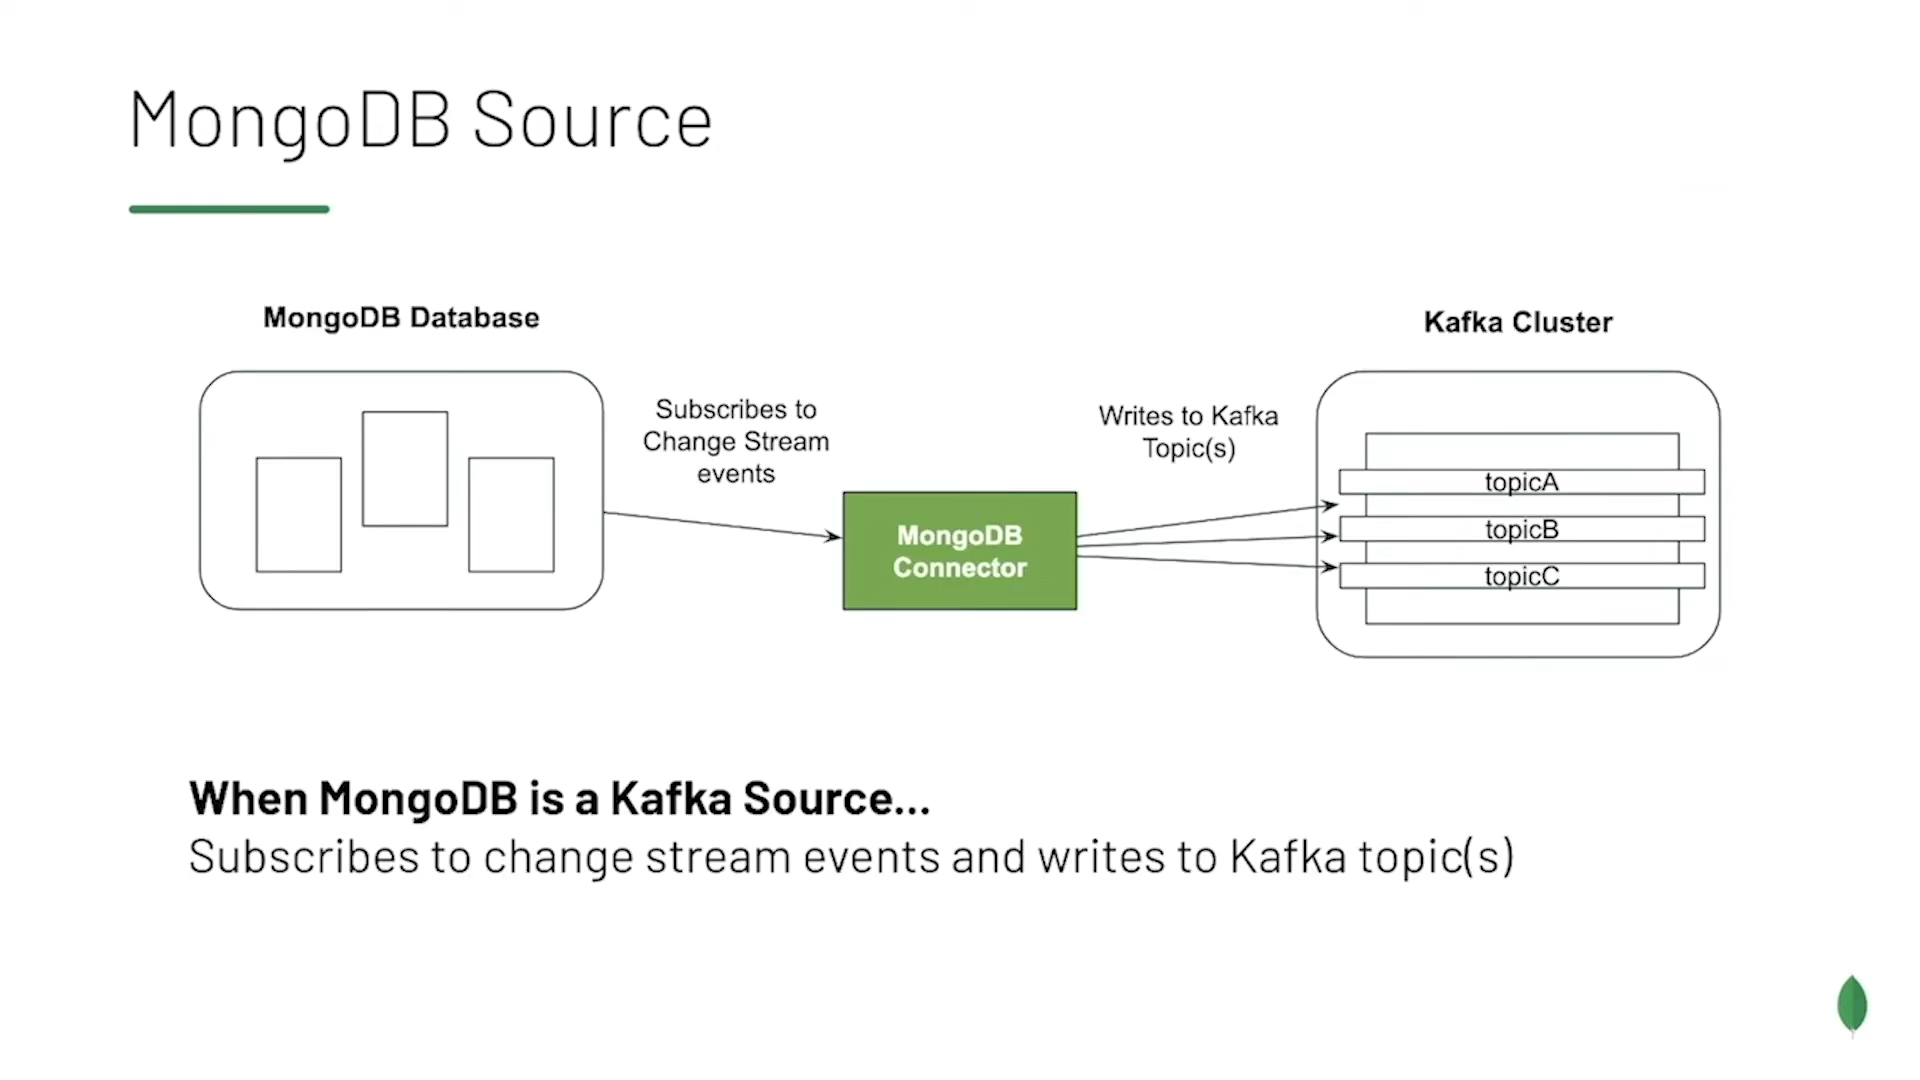 MongoDB Source
MongoDB Database
Kafka Cluster
Subscribes to
Change Stream
events
Writes to Kafka
Topic(s)
MongoDB
Connector
topicA
topicB
topicC
When MongoDB is a Kafka Source...
Subscribes to change stream events and writes to Kafka topic(s)